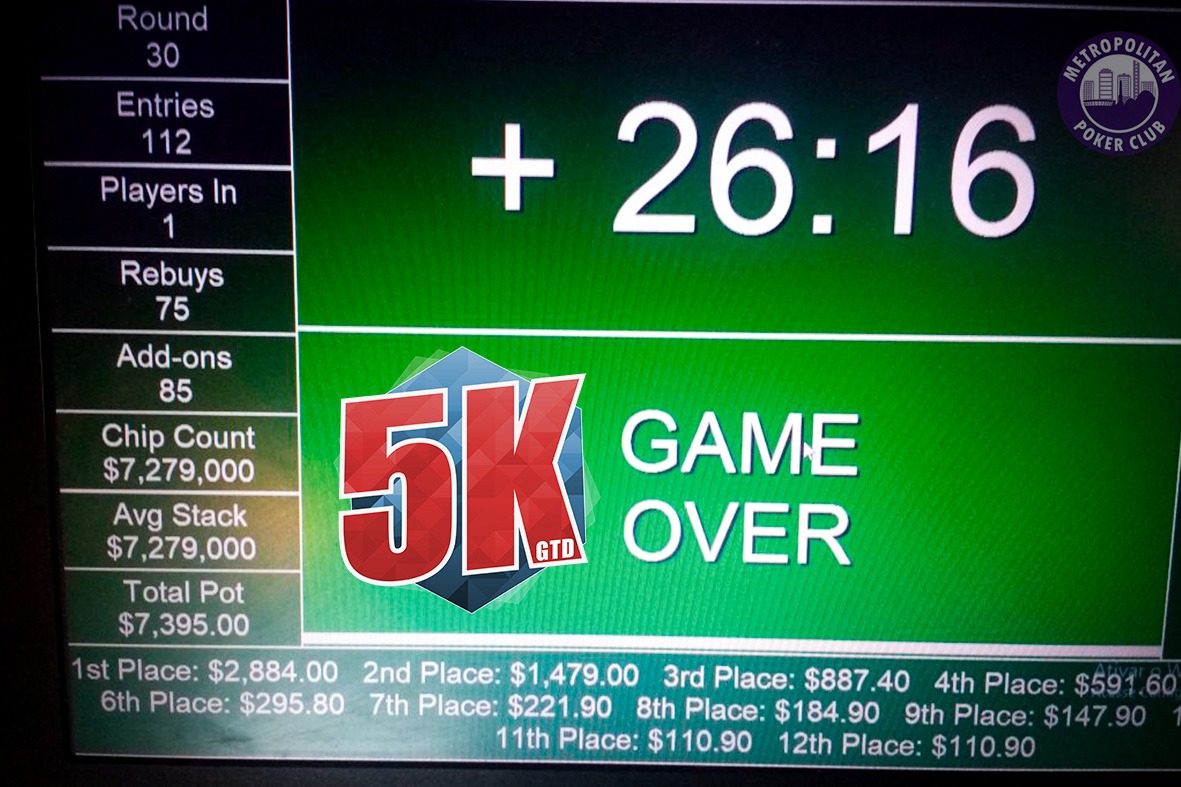 Round
30
Entries
112
Players In
1
Rebuys
75
Add-ons
85
Chip Count
$7,279,000
Avg Stack
$7,279,000
Total Pot
$7,395.00
+ 26:16
METROPOLITAN
POKER CLUB
5K
GTD
GAME
OVER
1st Place: $2,884.00 2nd Place: $1,479.00 3rd Place: $887.40 4th Place: $591.60
6th Place: $295.80 7th Place: $221.90 8th Place: $184.90 9th Place: $147.90 1
11th Place: $110.90 12th Place: $110.90